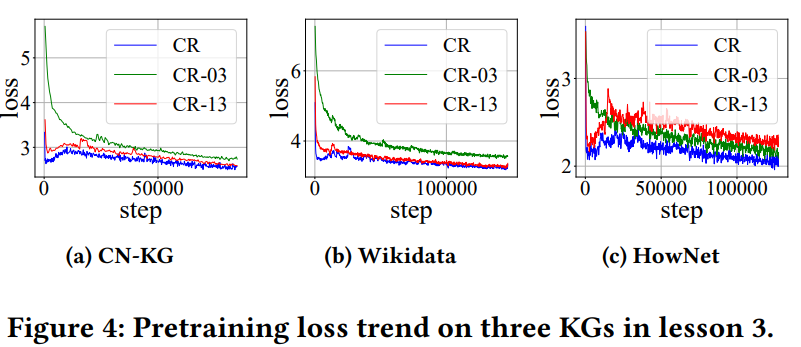 CR
CR-03
CR-13
5
4
3
loss
0
50000
step
(a) CN-KG
CR
CR-03
CR-13
6
4
loss
0
100000
step
(b) Wikidata
CR
CR-03
CR-13
3
2
loss
0
50000
100000
step
(c) HowNet
Figure 4: Pretraining loss trend on three KGs in lesson 3.